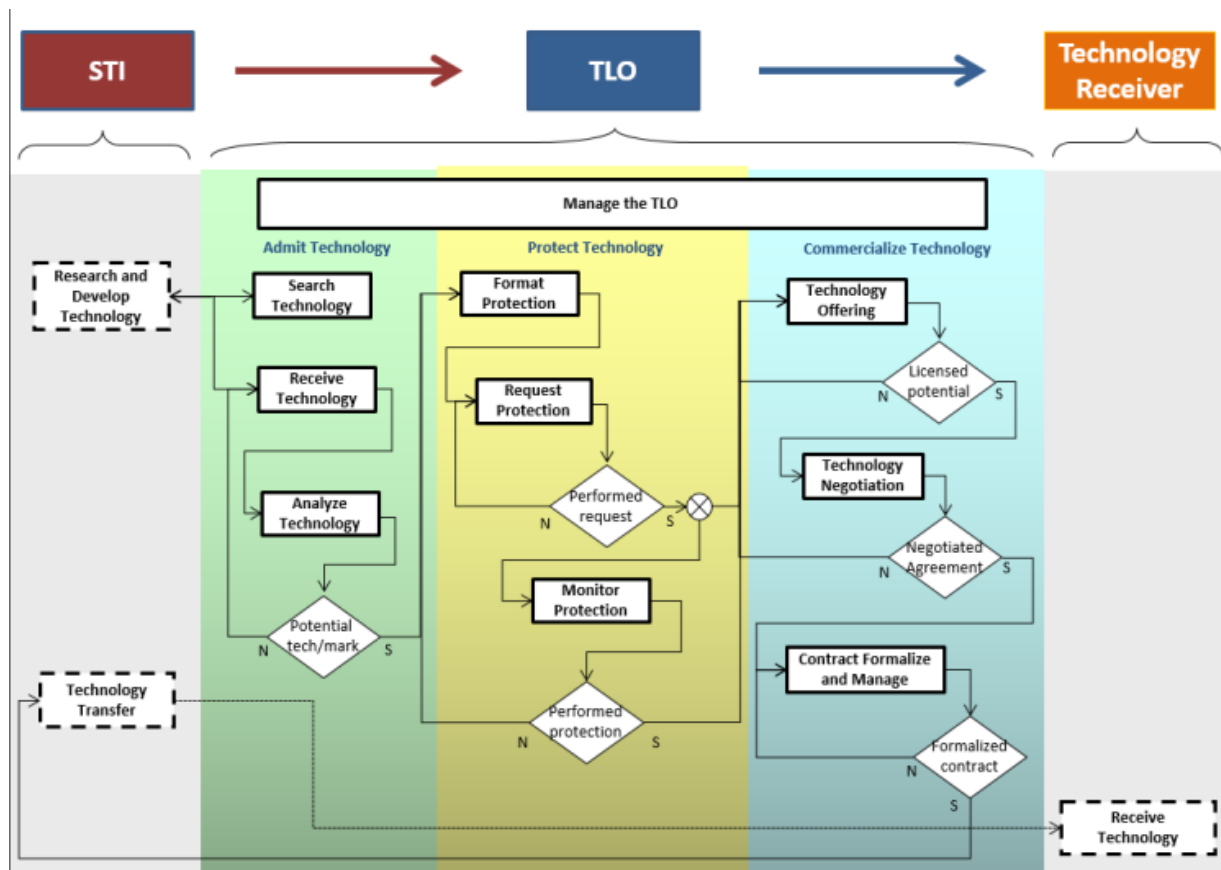 STI
TLO
Technology
Receiver
Manage the TLO
Admit Technology
Protect Technology
Commercialize Technology
Research and
Develop
Technology
Search
Technology
Format
Protection
Technology
Offering
Receive
Technology
Request
Protection
Licensed
potential
N
S
Analyze
Technology
Performed
request
N
S
Technology
Negotiation
Negotiated
Agreement
N
S
Monitor
Protection
Potential
tech/mark
N
S
Contract Formalize
and Manage
Technology
Transfer
Performed
protection
N
S
Formalized
contract
N
S
Receive
Technology